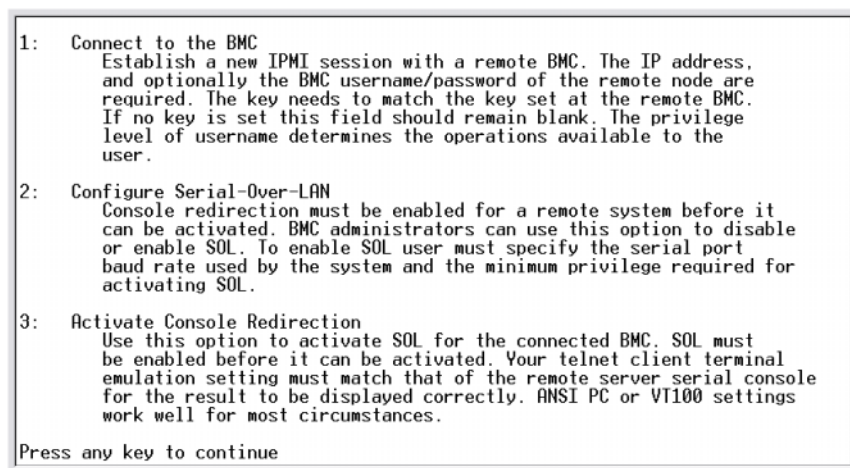 1: Connect to the BMC
Establish a new IPMI session with a remote BMC. The IP address,
and optionally the BMC username/password of the remote node are
required. The key needs to match the key set at the remote BMC.
If no key is set this field should remain blank. The privilege
level of username determines the operations available to the
user.
2: Configure Serial-Over-LAN
Console redirection must be enabled for a remote system before it
can be activated. BMC administrators can use this option to disable
or enable SOL. To enable SOL user must specify the serial port
baud rate used by the system and the minimum privilege required for
activating SOL.
3: Activate Console Redirection
Use this option to activate SOL for the connected BMC. SOL must
be enabled before it can be activated. Your telnet client terminal
emulation setting must match that of the remote server serial console
for the result to be displayed correctly. ANSI PC or VT100 settings
work well for most circumstances.
Press any key to continue